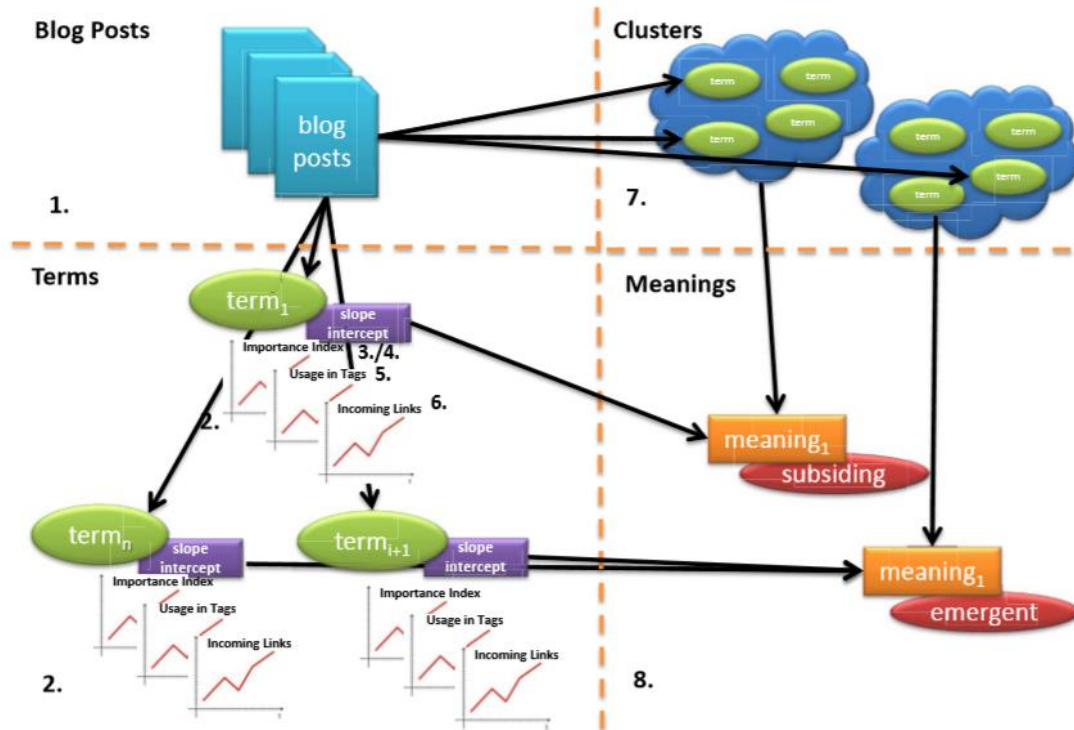 Blog Posts
blog
posts
1.
Clusters
term
term
term
term
term
term
term
term
7.
Terms
term1
slope
intercept
3./4.
Importance Index
Usage in Tags
5.
Incoming Links
6.
t
2.
termn
slope
intercept
Importance Index
Usage in Tags
Incoming Links
t
termi+1
slope
intercept
Importance Index
Usage in Tags
Incoming Links
t
2.
Meanings
meaning1
subsiding
meaning1
emergent
8.